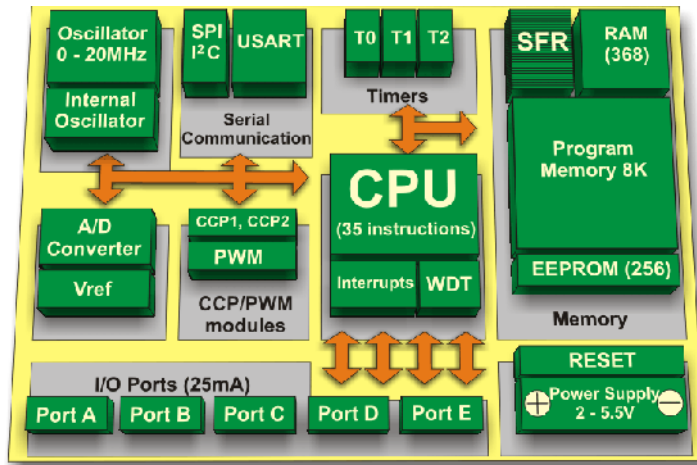 Oscillator
0 - 20MHz
Internal
Oscillator
SPI
I²C
USART
Serial
Communication
T0
T1
T2
Timers
SFR
RAM
(368)
Program
Memory 8K
EEPROM (256)
Memory
A/D
Converter
Vref
CCP1, CCP2
PWM
CCP/PWM
modules
CPU
(35 instructions)
Interrupts
WDT
I/O Ports (25mA)
Port A
Port B
Port C
Port D
Port E
RESET
Power Supply
+ 2 - 5.5V −